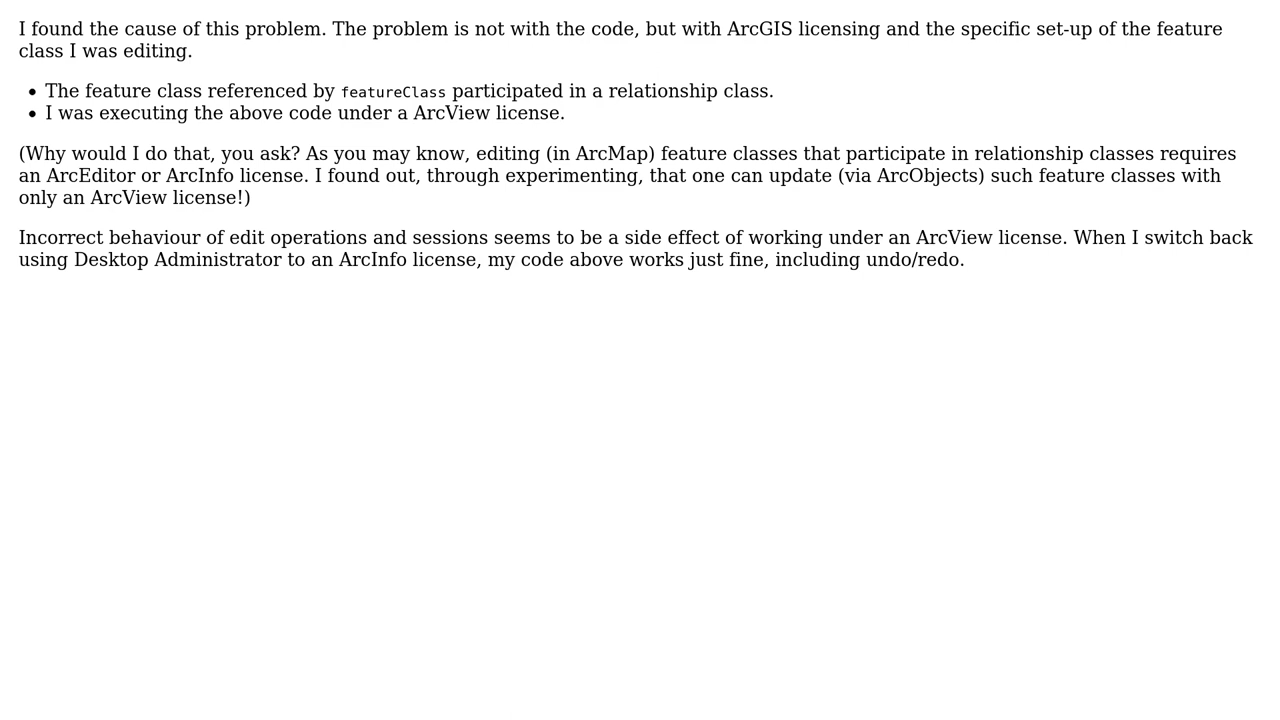 I found the cause of this problem. The problem is not with the code, but with ArcGIS licensing and the specific set-up of the feature
class I was editing.
• The feature class referenced by featureClass participated in a relationship class.
• I was executing the above code under a ArcView license.
(Why would I do that, you ask? As you may know, editing (in ArcMap) feature classes that participate in relationship classes requires
an ArcEditor or ArcInfo license. I found out, through experimenting, that one can update (via ArcObjects) such feature classes with
only an ArcView license!)
Incorrect behaviour of edit operations and sessions seems to be a side effect of working under an ArcView license. When I switch back
using Desktop Administrator to an ArcInfo license, my code above works just fine, including undo/redo.